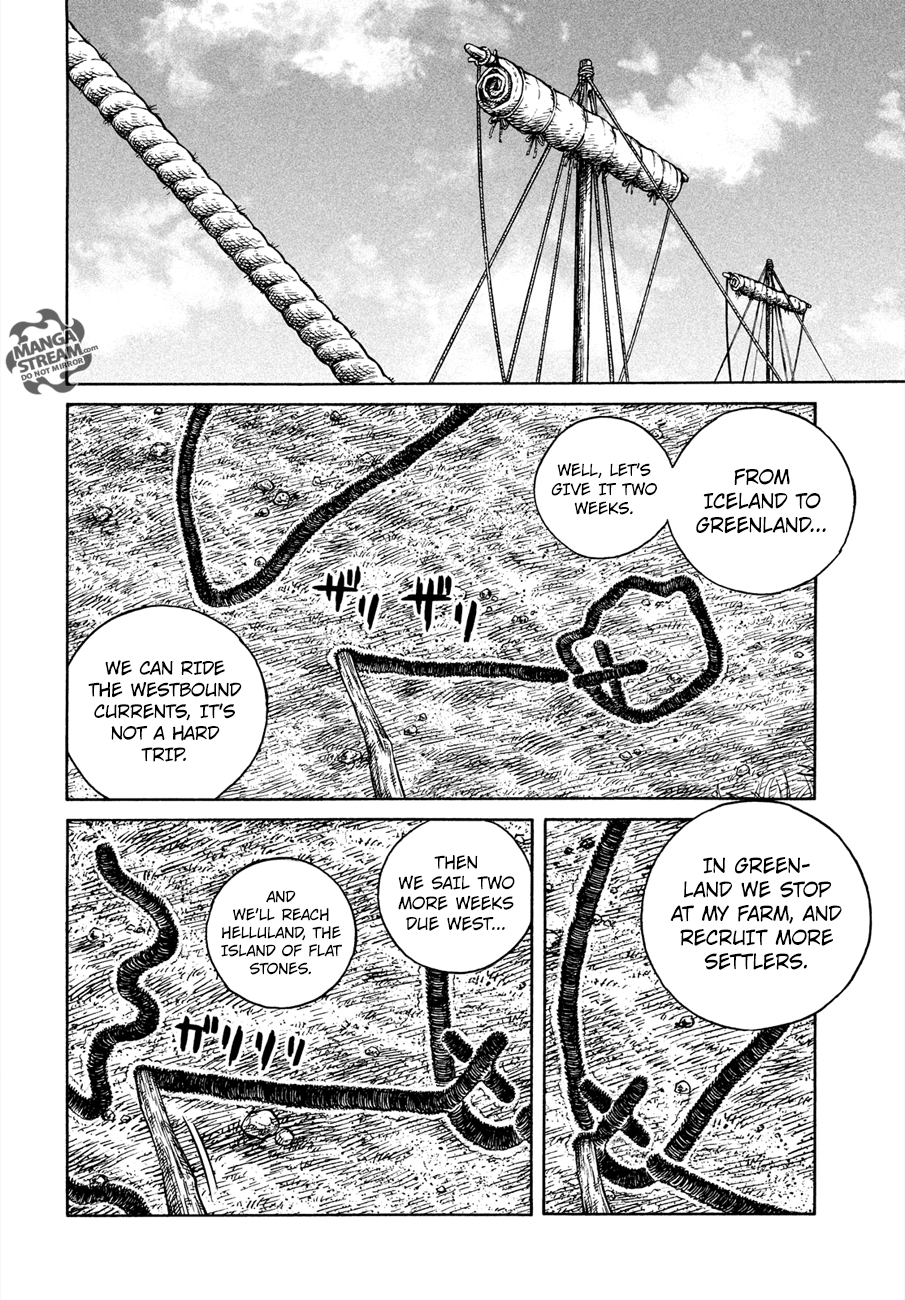 MANGA
STREAM.com
DO NOT MIRROR
FROM
ICELAND TO
GREENLAND...
WELL, LET'S
GIVE IT TWO
WEEKS.
ザリ
ザリ
WE CAN RIDE
THE WESTBOUND
CURRENTS, IT'S
NOT A HARD
TRIP.
IN GREEN-
LAND WE STOP
AT MY FARM, AND
RECRUIT MORE
SETTLERS.
THEN
WE SAIL TWO
MORE WEEKS
DUE WEST...
AND
WE'LL REACH
HELLULAND, THE
ISLAND OF FLAT
STONES.
ガリリリ